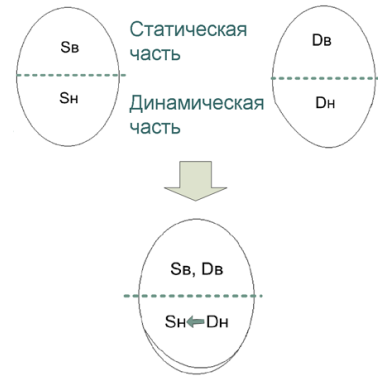 Sв
Статическая
часть
Dв
Sн
Динамическая
часть
Dн
Sв, Dв
Sн Dн